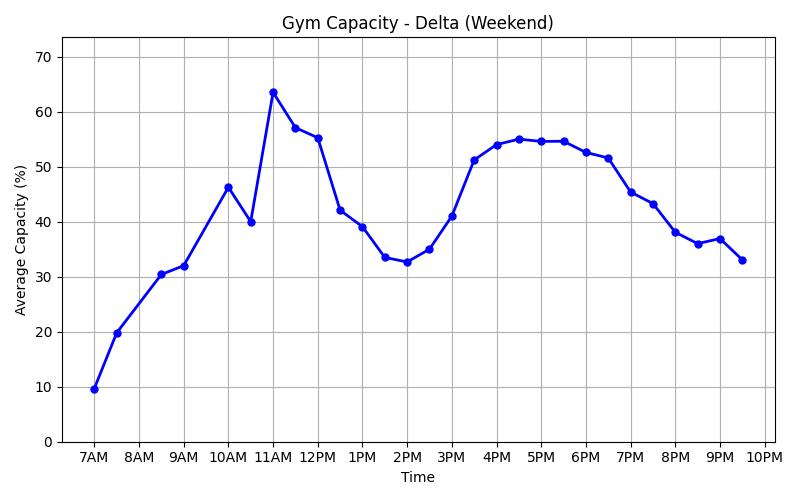 Gym Capacity - Delta (Weekend)
70
60
50
40
30
20
10
0
Average Capacity (%)
7AM 8AM 9AM 10AM 11AM 12PM 1PM 2PM 3PM 4PM 5PM 6PM 7PM 8PM 9PM 10PM
Time